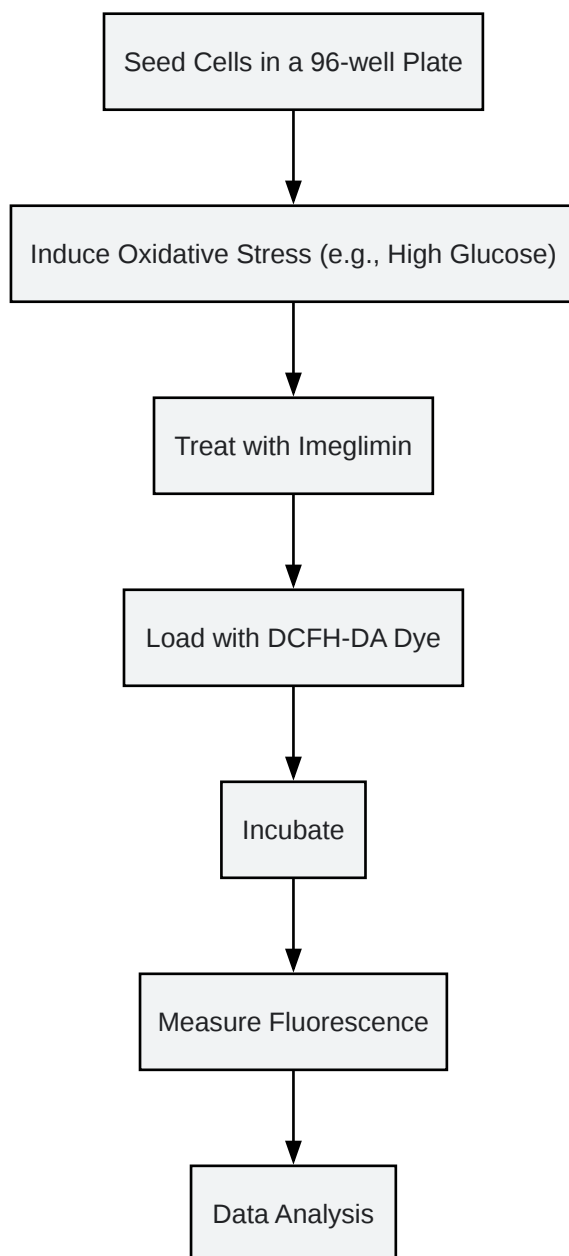 Seed Cells in a 96-well Plate
Induce Oxidative Stress (e.g., High Glucose)
Treat with Imeglimin
Load with DCFH-DA Dye
Incubate
Measure Fluorescence
Data Analysis